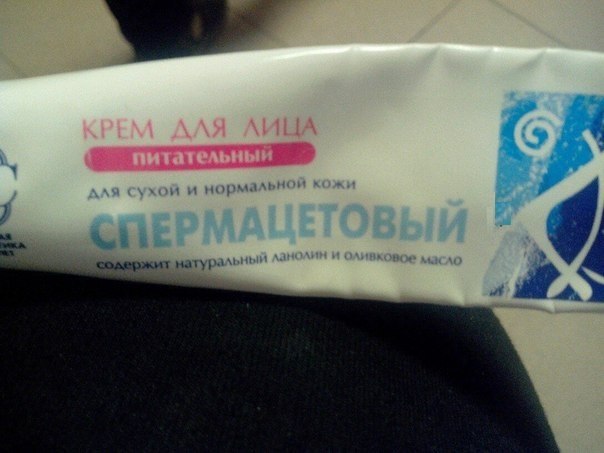 КРЕМ ДЛЯ ЛИЦА
питательный
для сухой и нормальной кожи
СПЕРМАЦЕТОВЫЙ
содержит натуральный ланолин и оливковое масло